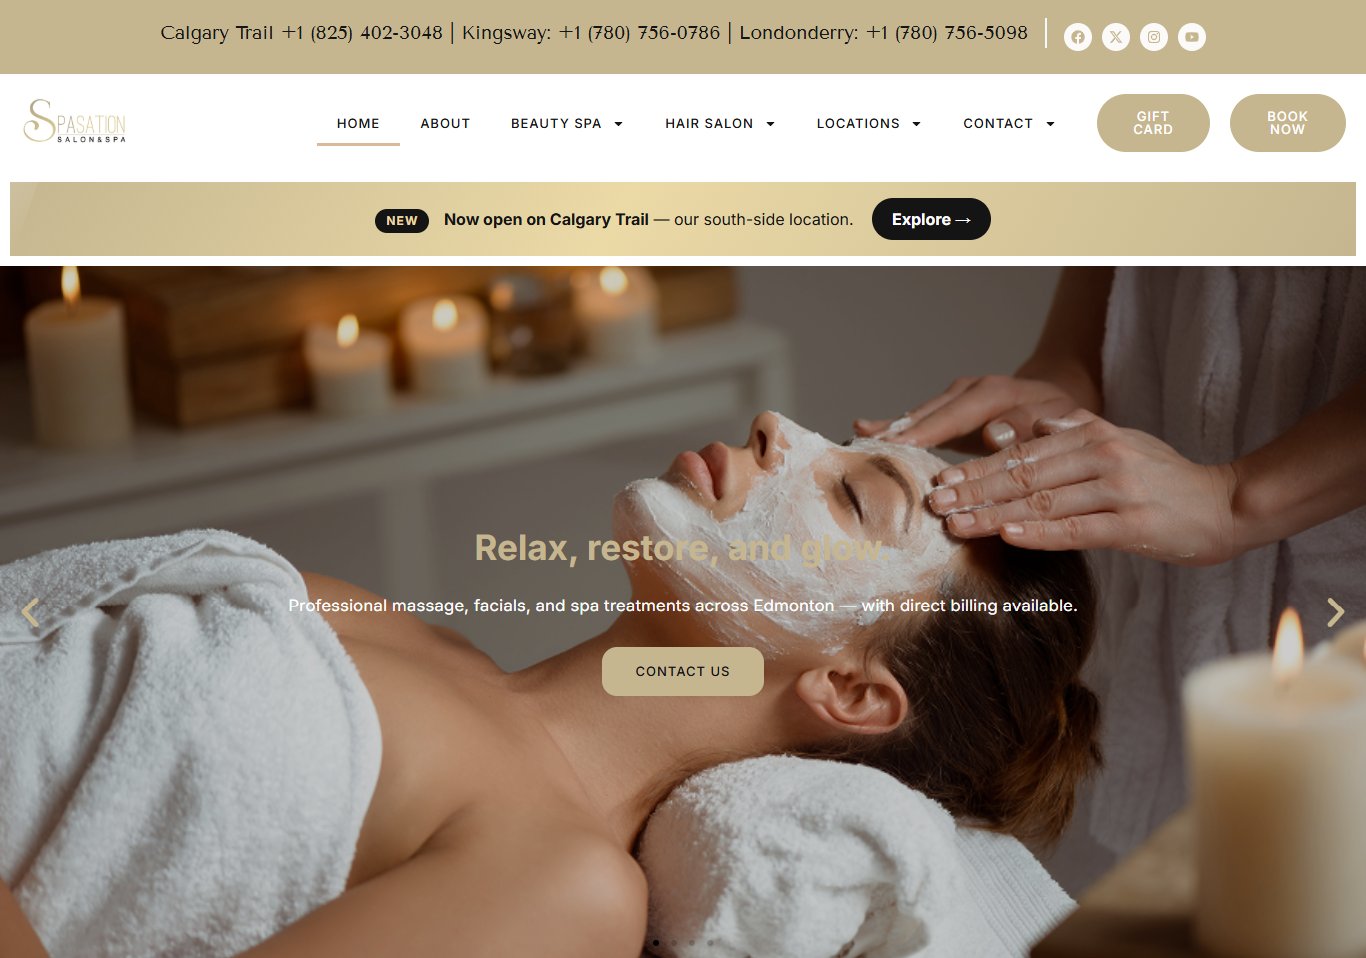 Calgary Trail +1 (825) 402-3048 | Kingsway: +1 (780) 756-0786 | Londonderry: +1 (780) 756-5098
SPASATION
SALON&SPA
HOME
ABOUT
BEAUTY SPA
HAIR SALON
LOCATIONS
CONTACT
GIFT
CARD
BOOK
NOW
NEW
Now open on Calgary Trail — our south-side location.
Explore →
Relax, restore, and glow.
Professional massage, facials, and spa treatments across Edmonton — with direct billing available.
CONTACT US